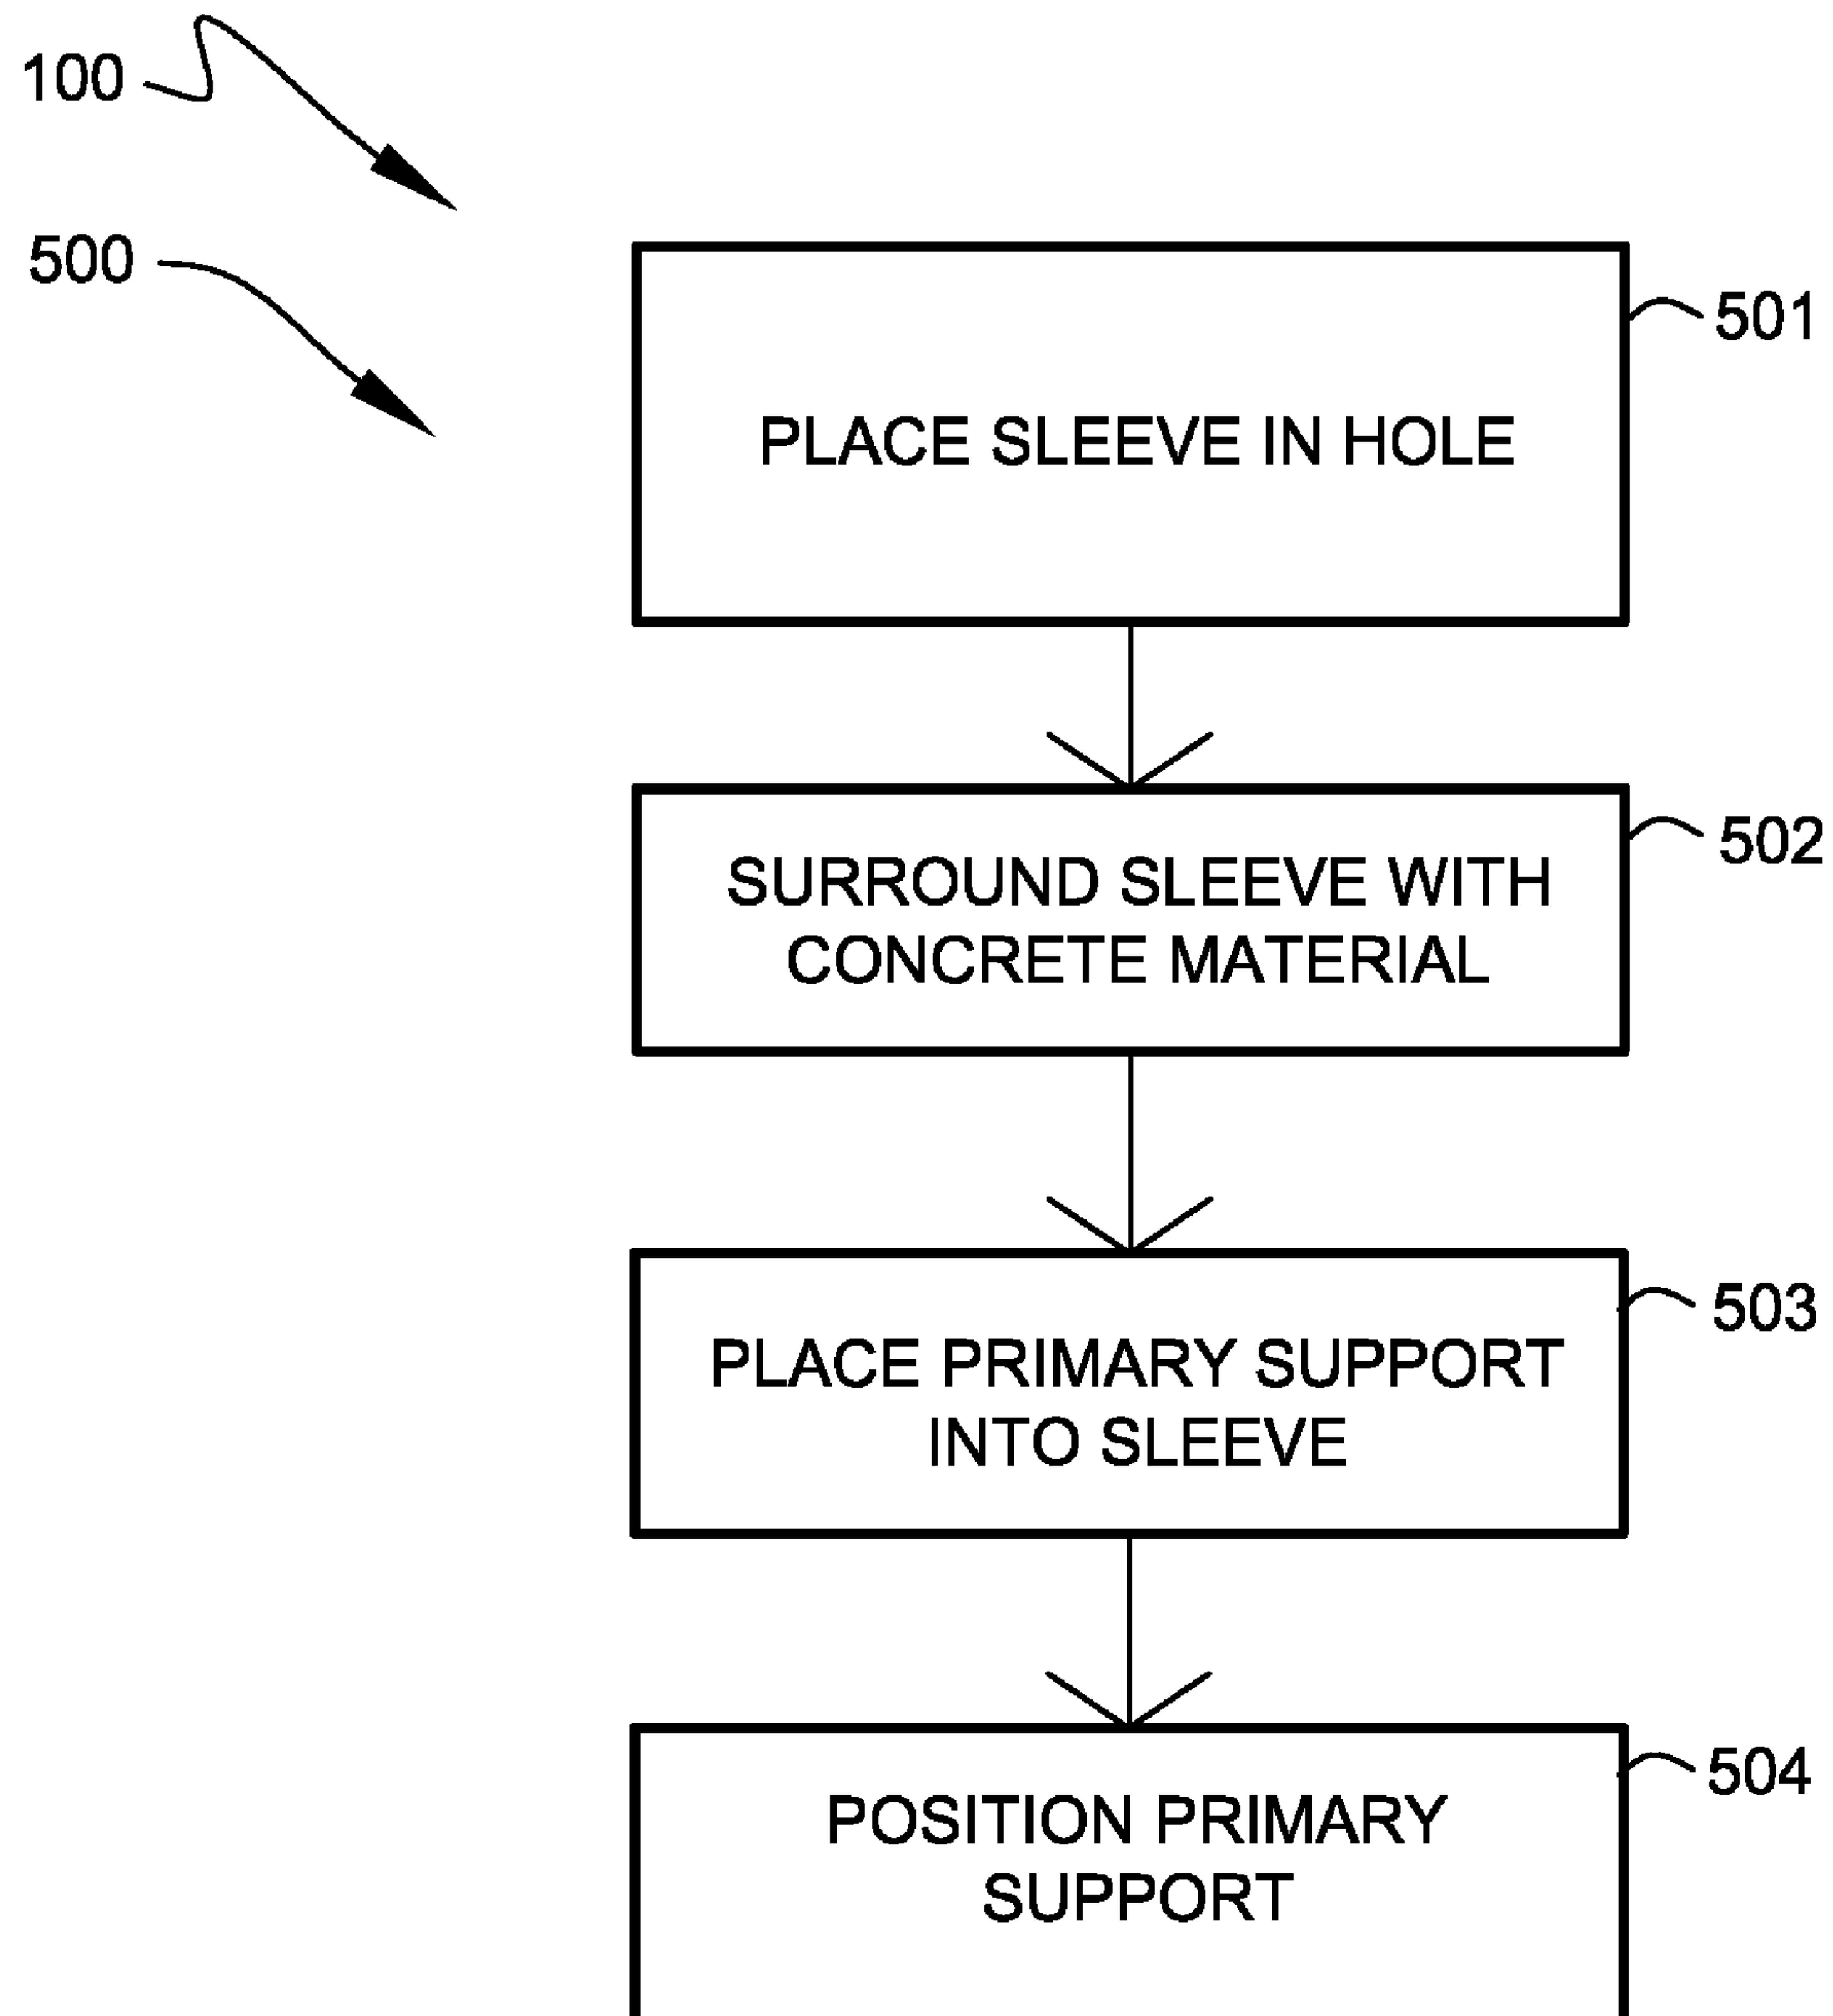 100
500
501
PLACE SLEEVE IN HOLE
502
SURROUND SLEEVE WITH
CONCRETE MATERIAL
503
PLACE PRIMARY SUPPORT
INTO SLEEVE
504
POSITION PRIMARY
SUPPORT